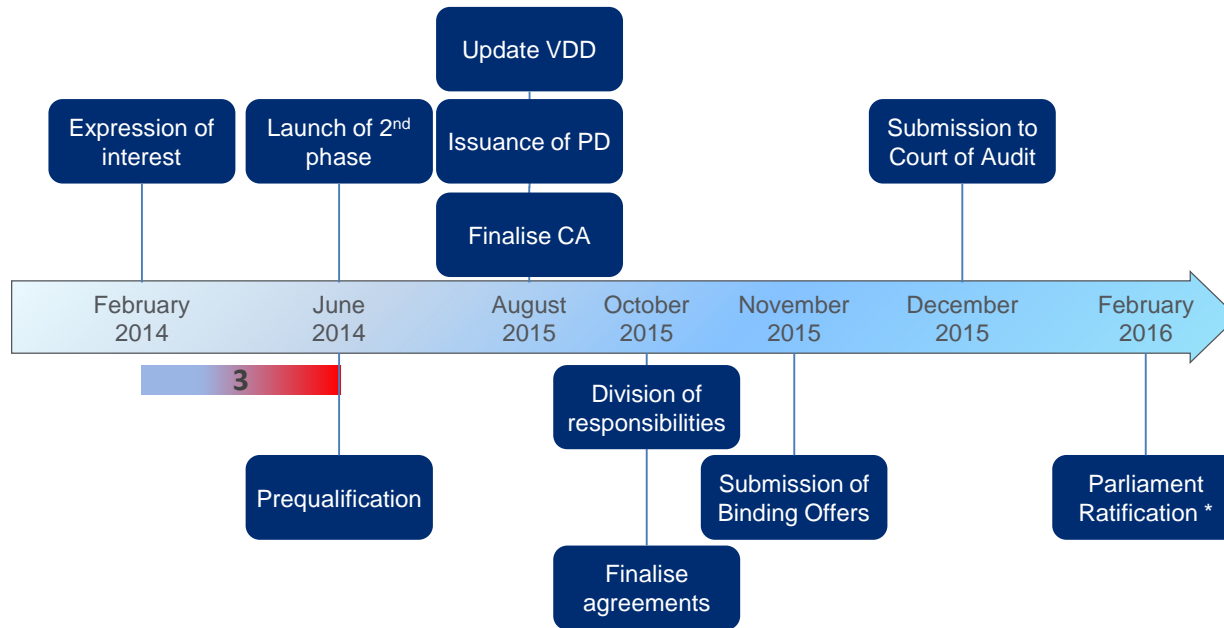 Update VDD
Expression of
interest
Launch of 2nd
phase
Issuance of PD
Submission to
Court of Audit
Finalise CA
February
2014
June
2014
August
2015
October
2015
November
2015
December
2015
February
2016
3
Division of
responsibilities
Prequalification
Submission of
Binding Offers
Parliament
Ratification *
Finalise
agreements